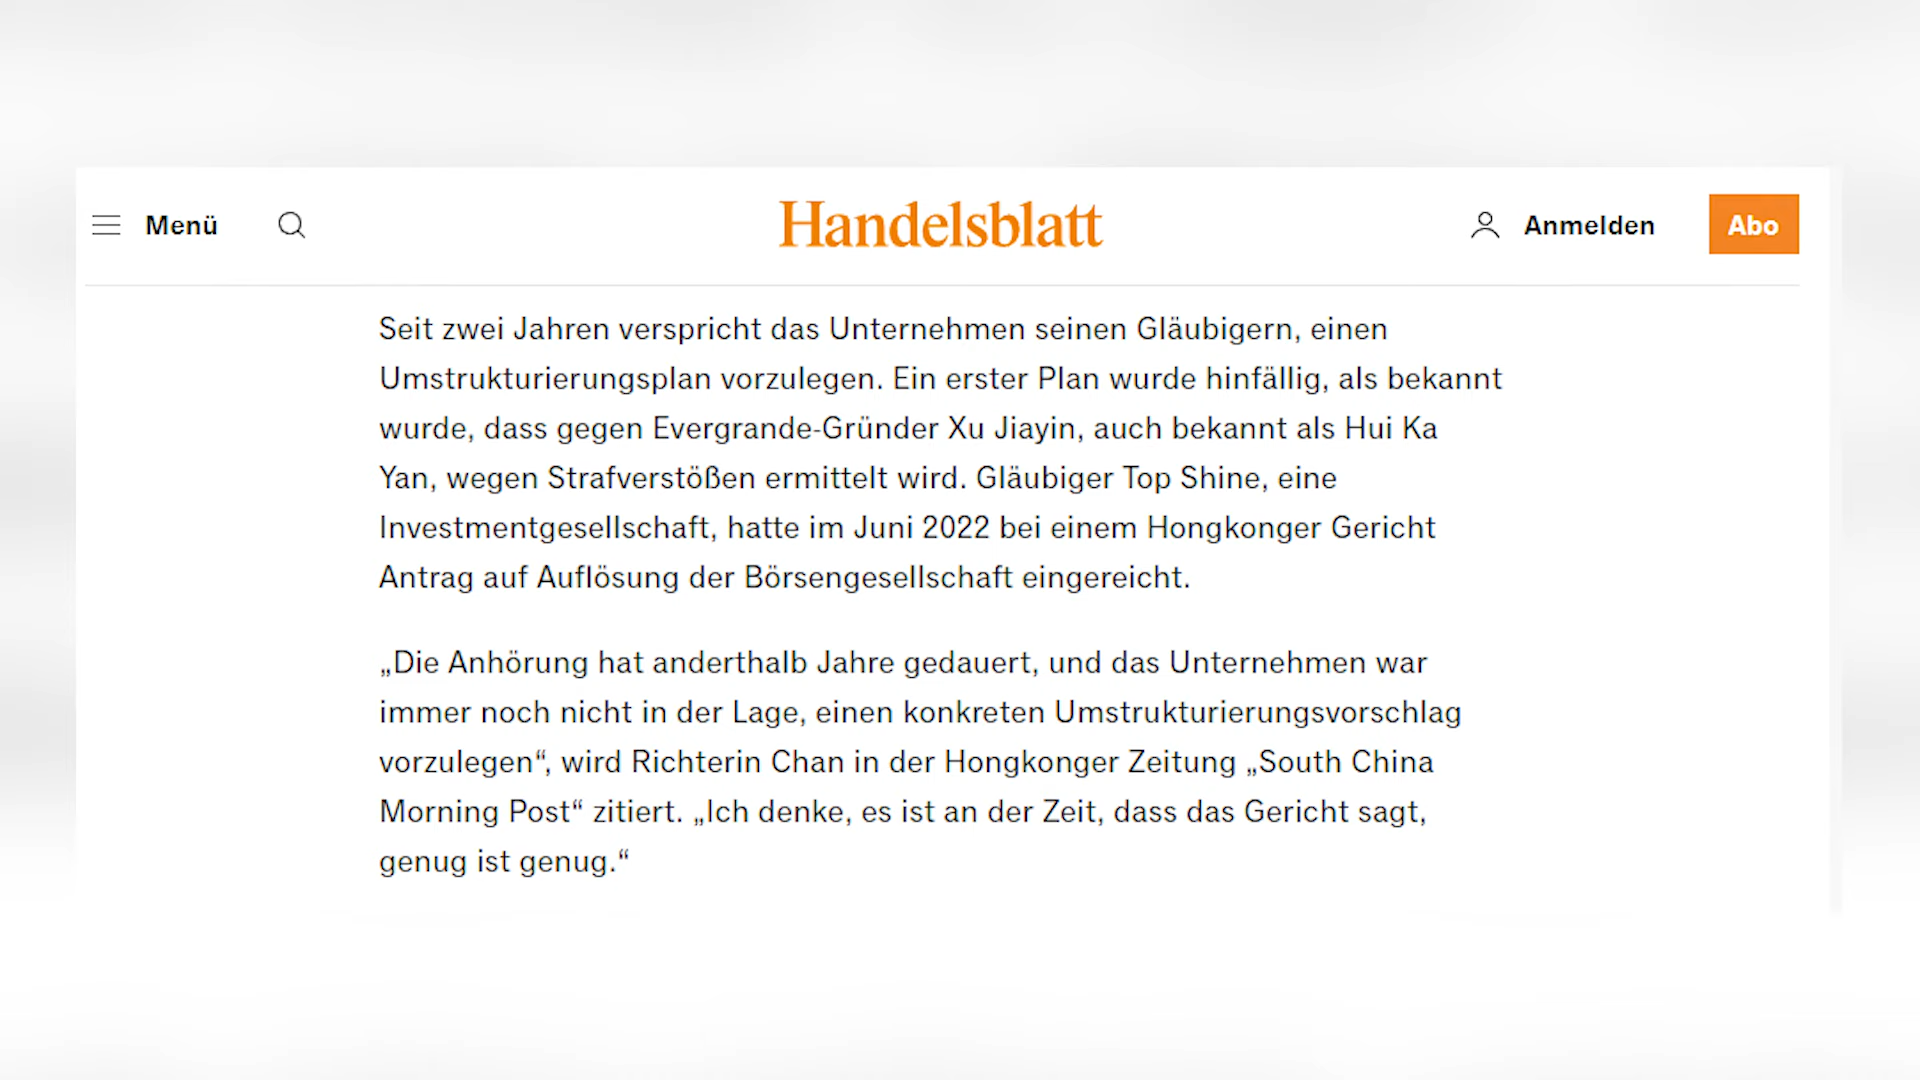 Menü
Handelsblatt
Anmelden
Abo
Seit zwei Jahren verspricht das Unternehmen seinen Gläubigern, einen
Umstrukturierungsplan vorzulegen. Ein erster Plan wurde hinfällig, als bekannt
wurde, dass gegen Evergrande-Gründer Xu Jiayin, auch bekannt als Hui Ka
Yan, wegen Strafverstößen ermittelt wird. Gläubiger Top Shine, eine
Investmentgesellschaft, hatte im Juni 2022 bei einem Hongkonger Gericht
Antrag auf Auflösung der Börsengesellschaft eingereicht.
„Die Anhörung hat anderthalb Jahre gedauert, und das Unternehmen war
immer noch nicht in der Lage, einen konkreten Umstrukturierungsvorschlag
vorzulegen“, wird Richterin Chan in der Hongkonger Zeitung „South China
Morning Post“ zitiert. „Ich denke, es ist an der Zeit, dass das Gericht sagt,
genug ist genug.“